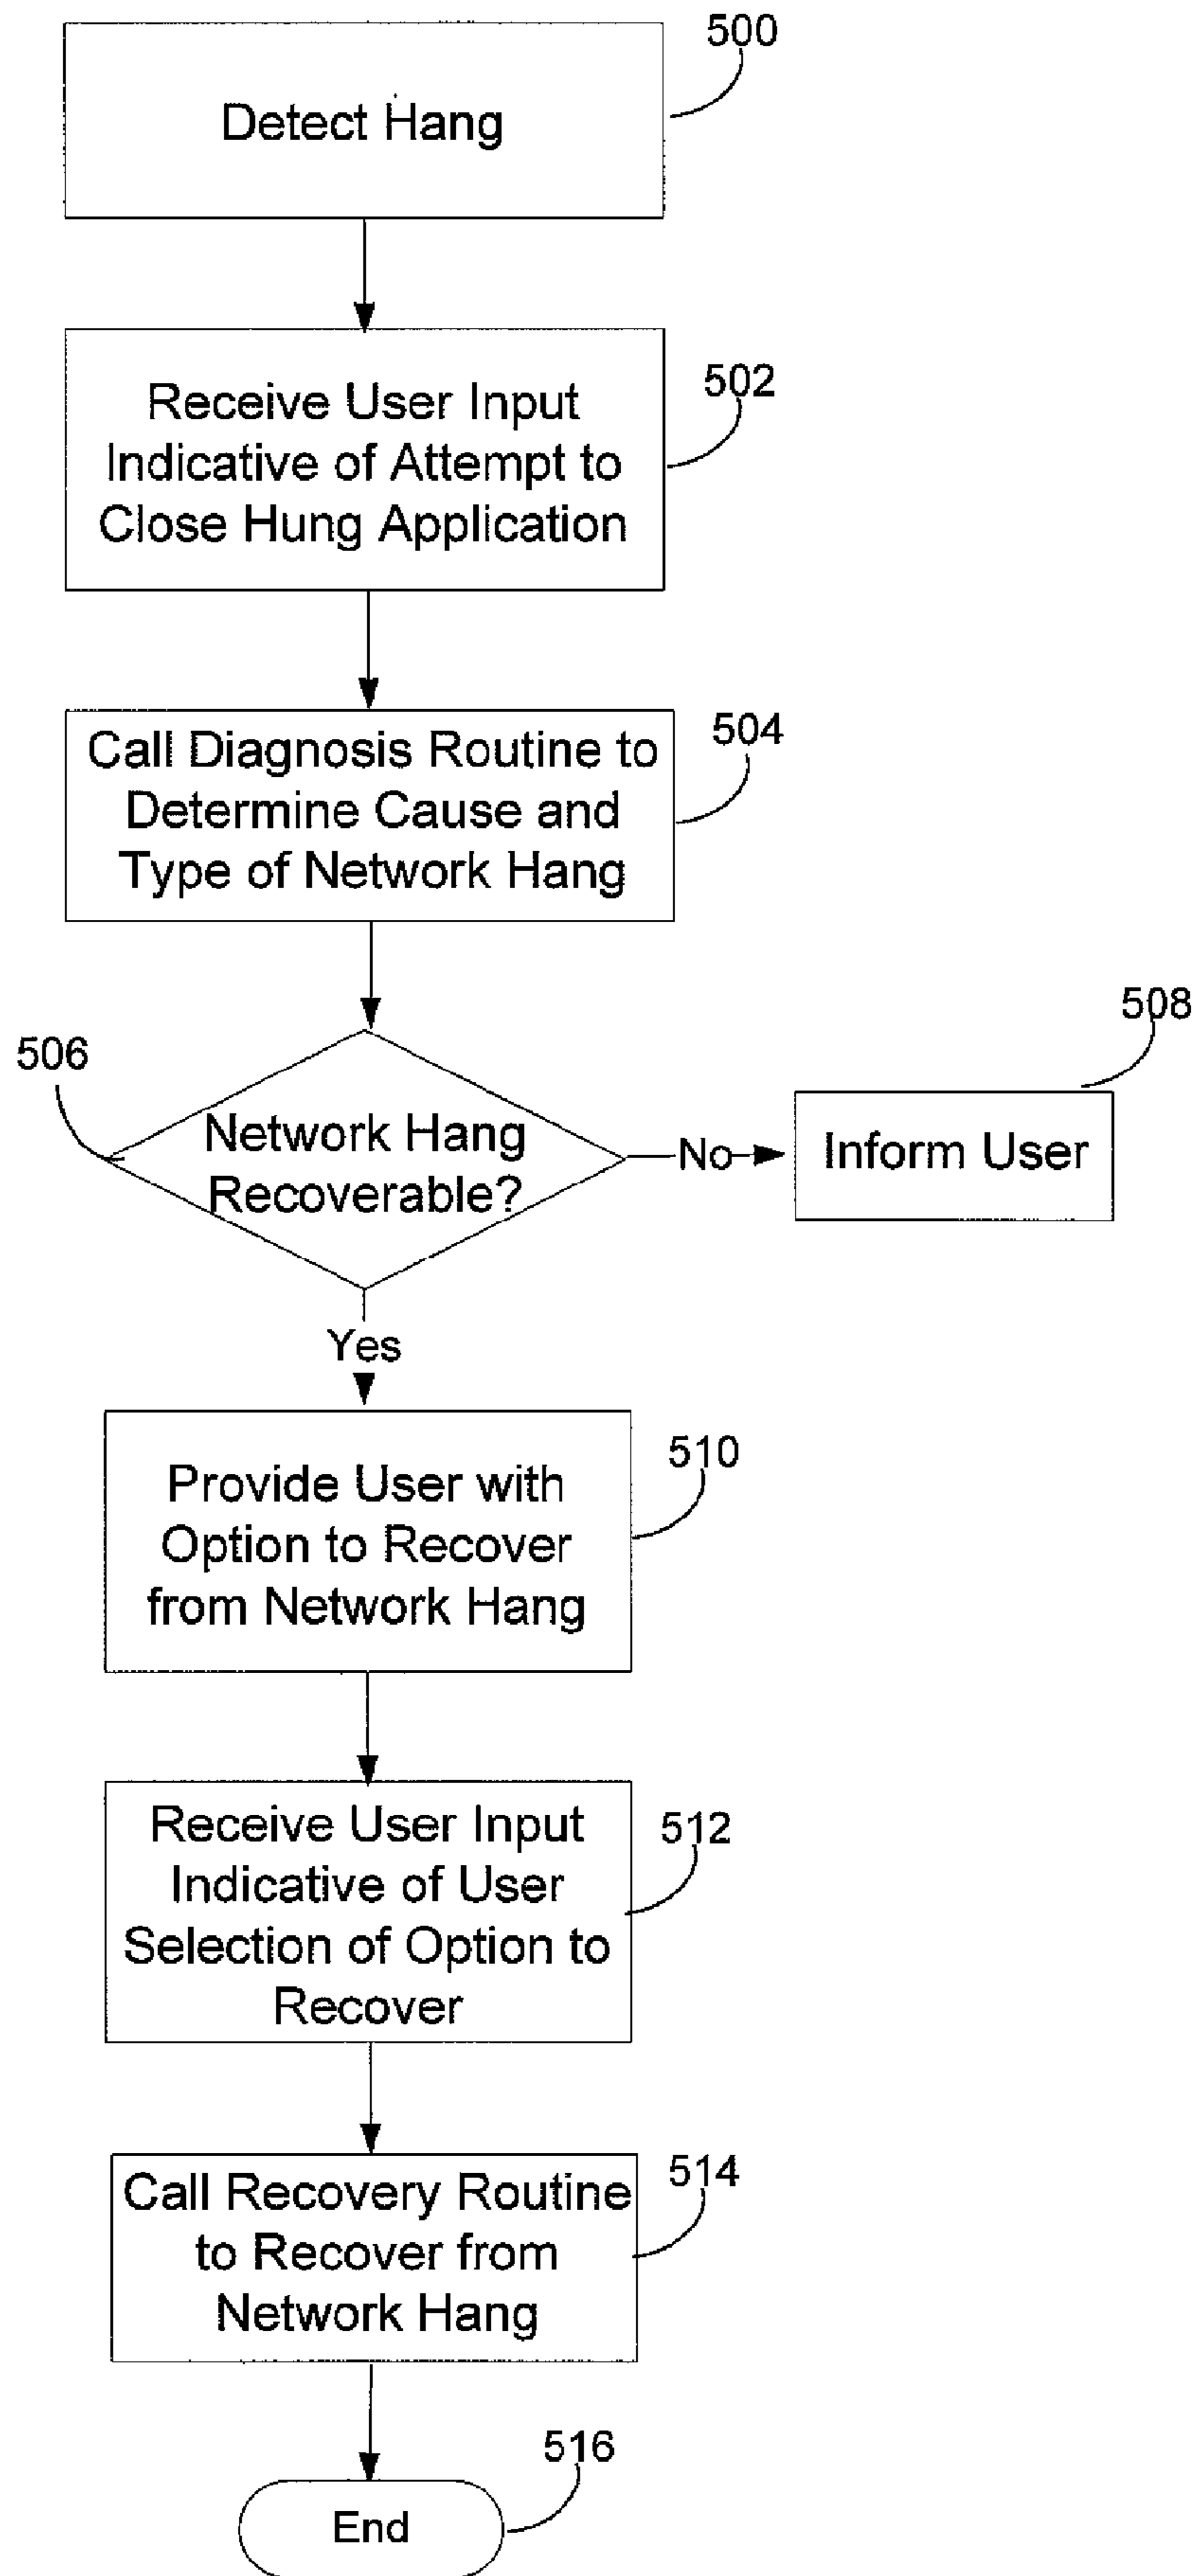 500
Detect Hang
502
Receive User Input
Indicative of Attempt to
Close Hung Application
504
Call Diagnosis Routine to
Determine Cause and
Type of Network Hang
508
506
Network Hang
Recoverable?
No
Inform User
Yes
510
Provide User with
Option to Recover
from Network Hang
512
Receive User Input
Indicative of User
Selection of Option to
Recover
514
Call Recovery Routine
to Recover from
Network Hang
516
End